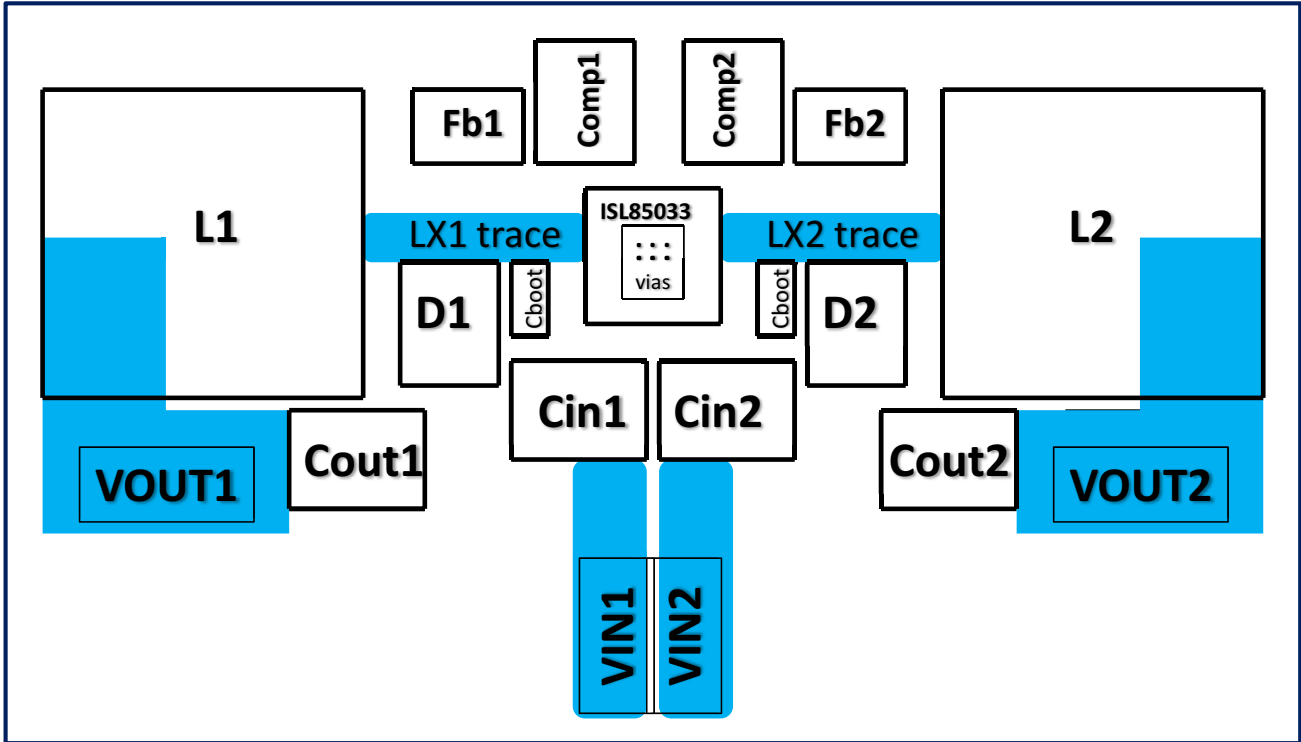 Comp1
Comp2
Fb1
Fb2
ISL85033
L1
LX1 trace
LX2 trace
L2
vias
D1
Cboot
Cboot
D2
Cin1
Cin2
Cout1
Cout2
VOUT1
VOUT2
VIN1
VIN2